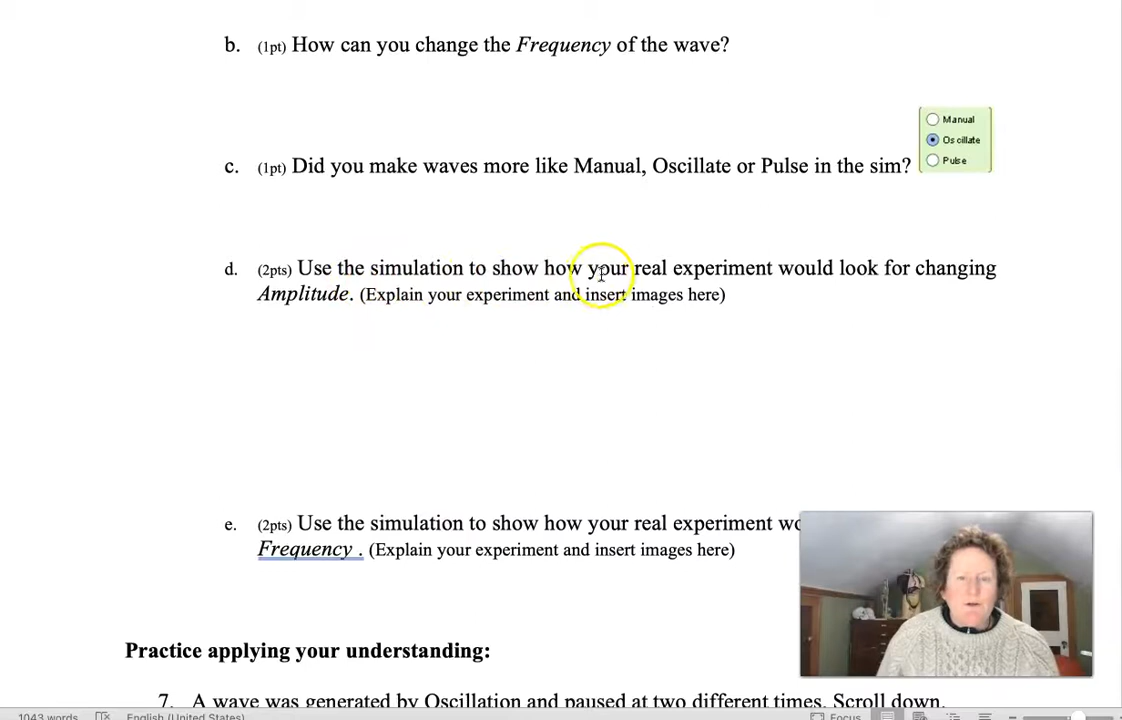 b. (1pt) How can you change the Frequency of the wave?
Manual
Oscillate
Pulse
c. (1pt) Did you make waves more like Manual, Oscillate or Pulse in the sim?
d. (2pts) Use the simulation to show how your real experiment would look for changing
Amplitude. (Explain your experiment and insert images here)
e. (2pts) Use the simulation to show how your real experiment
Frequency . (Explain your experiment and insert images here)
Practice applying your understanding:
7. A wave was generated by Oscillation and paused at two different times. Scroll down.
1043 words English (United States) Focus